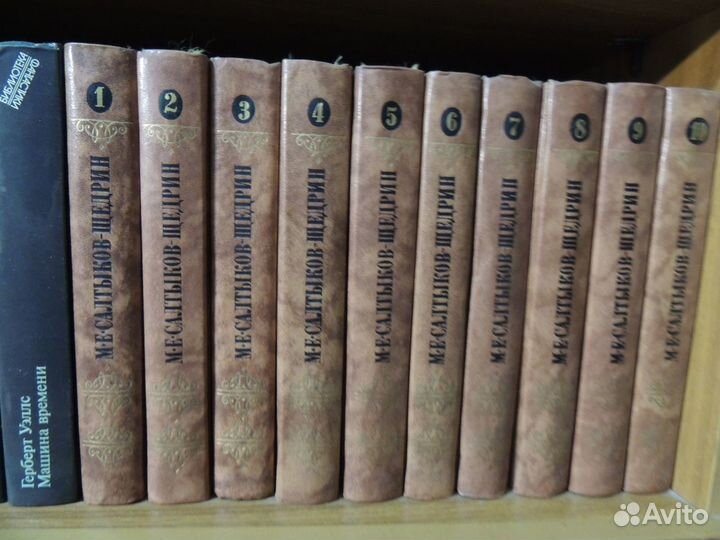 БИБЛИОТЕКА
ФАНТАСТИКИ
Герберт Уэллс
Машина времени
1
М·Е·САЛТЫКОВ-ЩЕДРИН
2
М·Е·САЛТЫКОВ-ЩЕДРИН
3
М·Е·САЛТЫКОВ-ЩЕДРИН
4
М·Е·САЛТЫКОВ-ЩЕДРИН
5
М·Е·САЛТЫКОВ-ЩЕДРИН
6
М·Е·САЛТЫКОВ-ЩЕДРИН
7
М·Е·САЛТЫКОВ-ЩЕДРИН
8
М·Е·САЛТЫКОВ-ЩЕДРИН
9
М·Е·САЛТЫКОВ-ЩЕДРИН
10
М·Е·САЛТЫКОВ-ЩЕДРИН
Avito